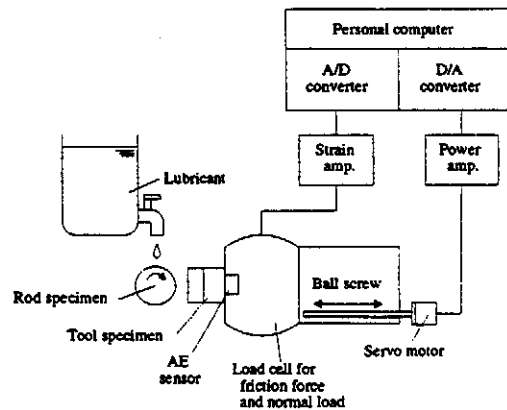 Personal computer
A/D
converter
D/A
converter
Strain
amp.
Power
amp.
Lubricant
Ball screw
Rod specimen
Tool specimen
AE
sensor
Load cell for
friction force
and normal load
Servo motor